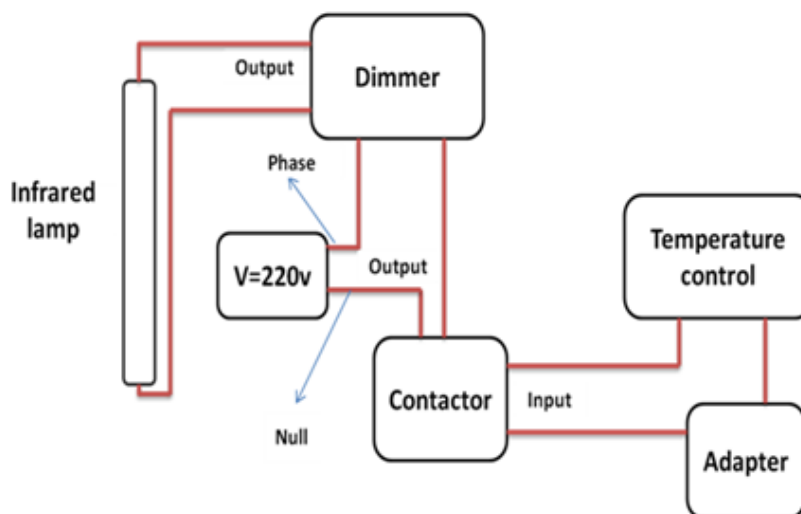 Output
Dimmer
Phase
Infrared
lamp
V=220v
Output
Temperature
control
Contactor
Input
Null
Adapter